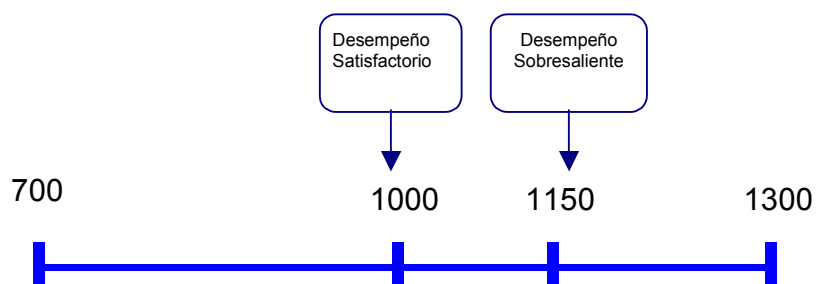 Desempeño
Satisfactorio
Desempeño
Sobresaliente
700
1000
1150
1300